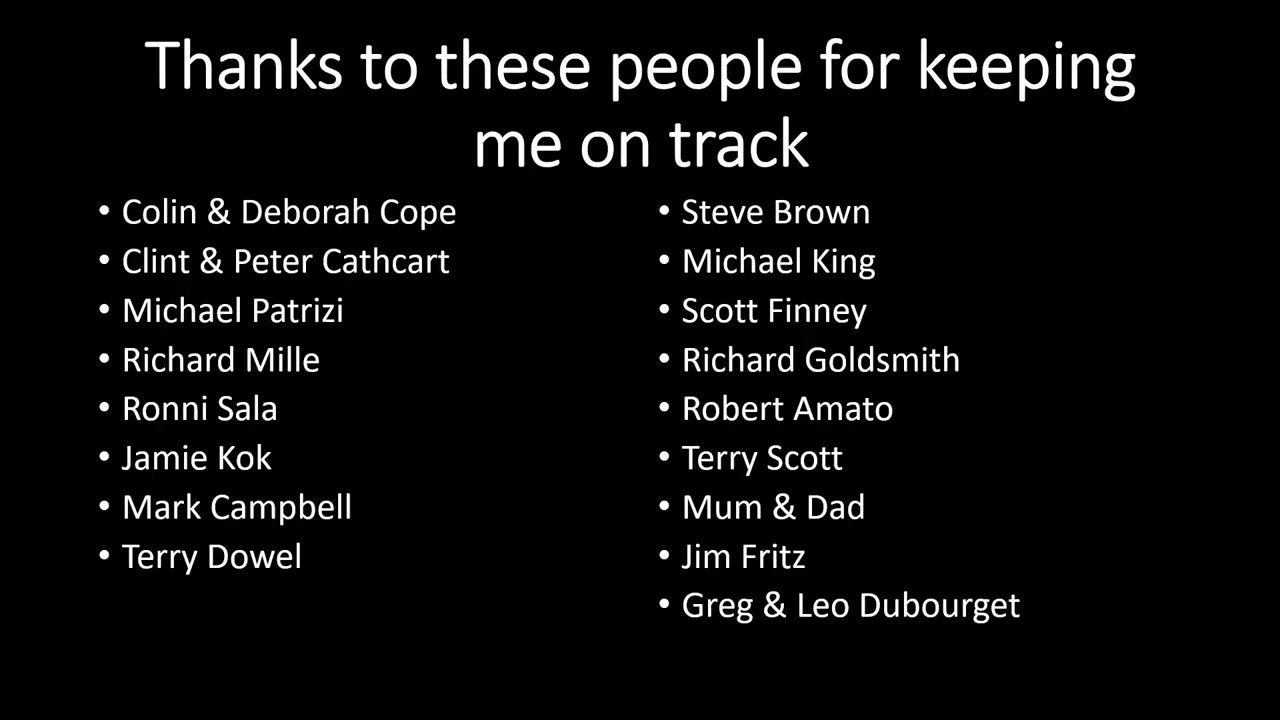 Thanks to these people for keeping
me on track
• Colin & Deborah Cope
• Clint & Peter Cathcart
• Michael Patrizi
• Richard Mille
• Ronni Sala
• Jamie Kok
• Mark Campbell
• Terry Dowel
• Steve Brown
• Michael King
• Scott Finney
• Richard Goldsmith
• Robert Amato
• Terry Scott
• Mum & Dad
• Jim Fritz
• Greg & Leo Dubourget